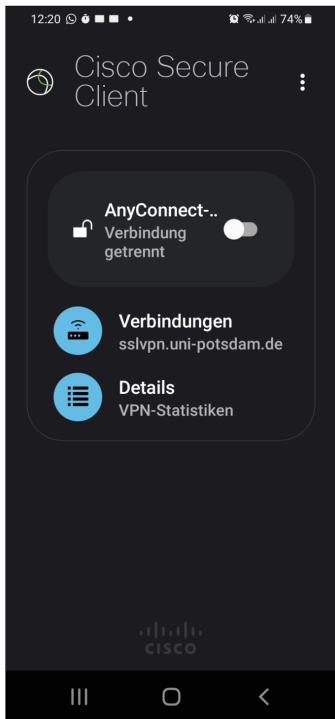 12:20 74%
Cisco Secure
Client
AnyConnect-..
Verbindung
getrennt
Verbindungen
sslvpn.uni-potsdam.de
Details
VPN-Statistiken
CISCO